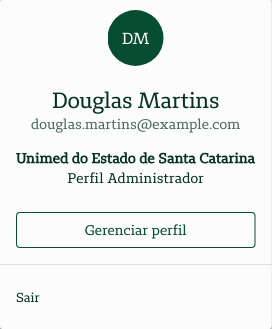 DM
Douglas Martins
douglas.martins@example.com
Unimed do Estado de Santa Catarina
Perfil Administrador
Gerenciar perfil
Sair